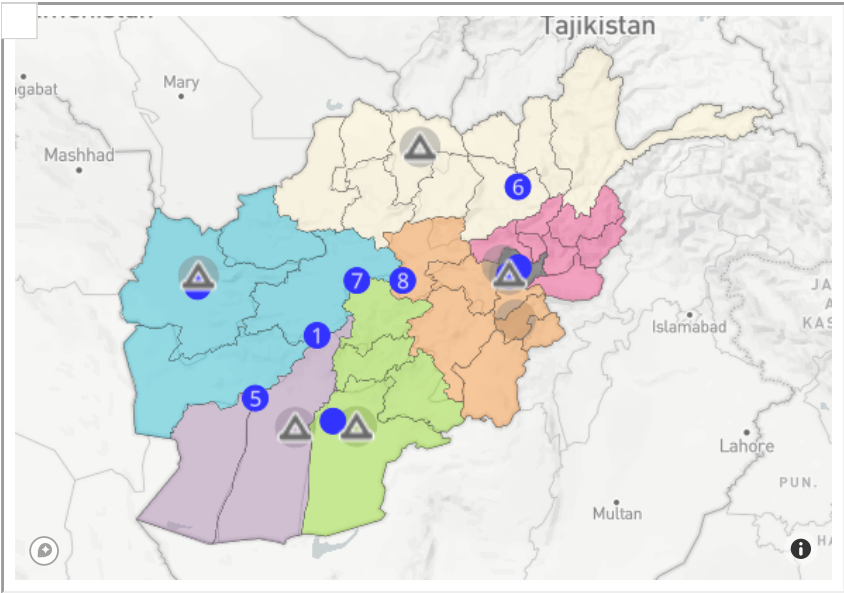 Tajikistan
Mary
Mashhad
6
7
8
Islamabad
1
5
Lahore
PUN.
Multan
i